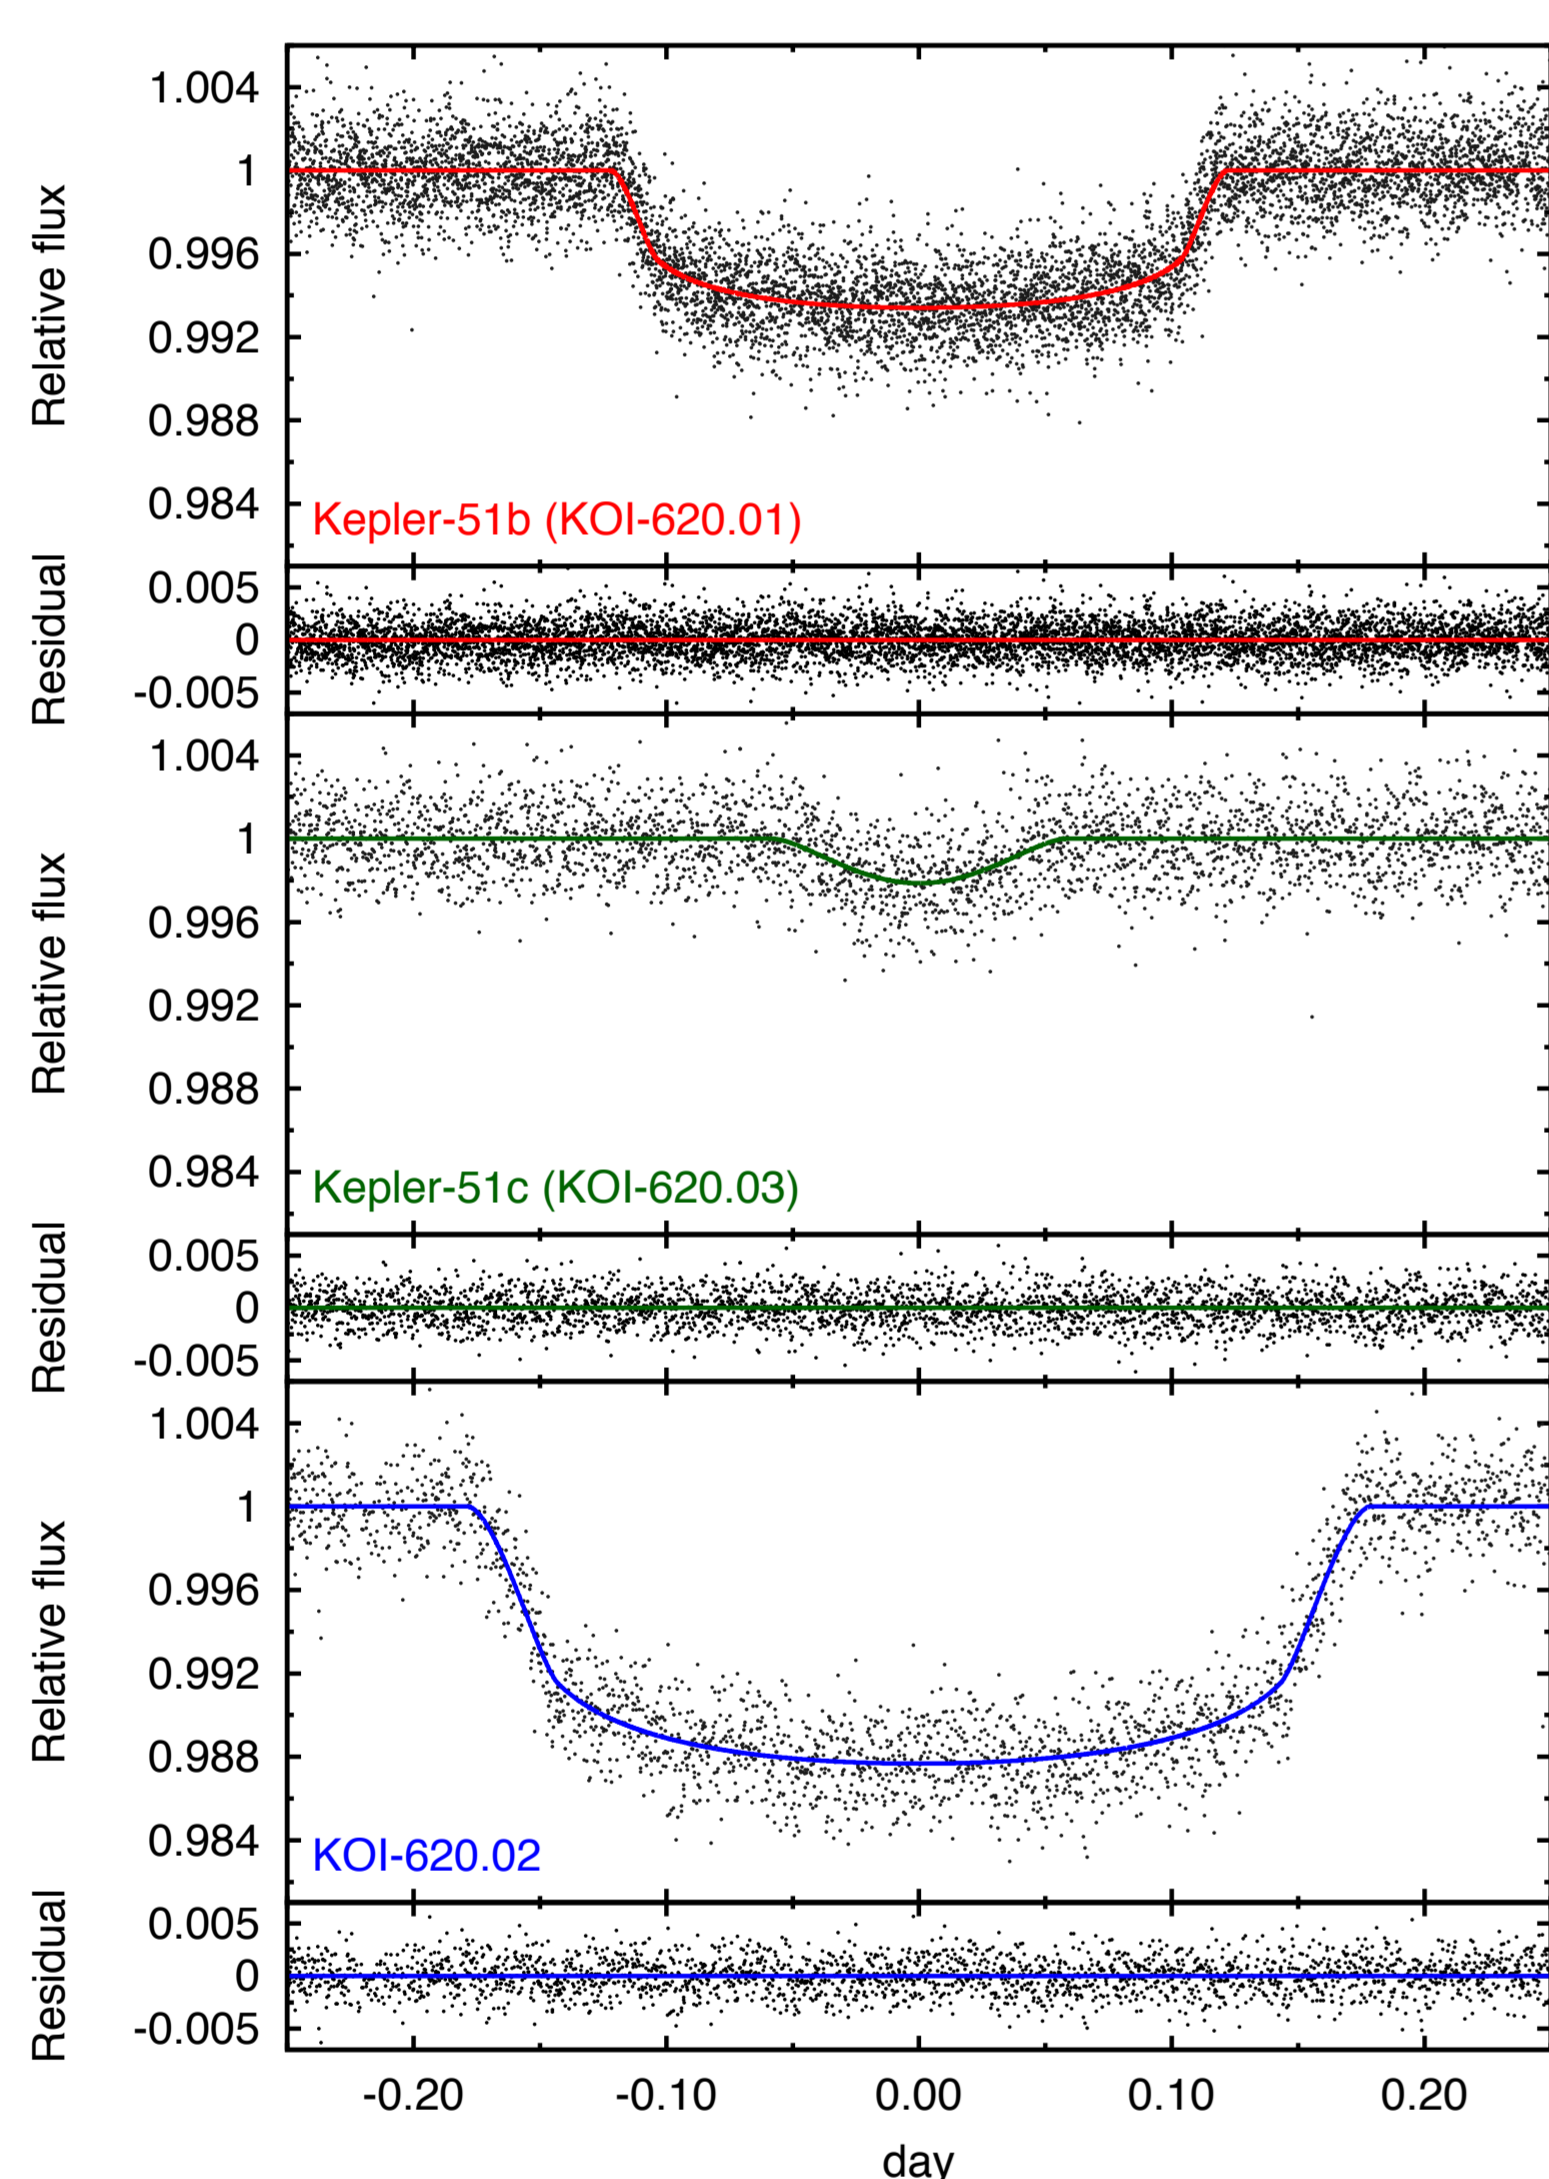 Relative flux
1.004
1
0.996
0.992
0.988
0.984
Kepler-51b (KOI-620.01)
Residual
0.005
0
-0.005
Relative flux
1.004
1
0.996
0.992
0.988
0.984
Kepler-51c (KOI-620.03)
Residual
0.005
0
-0.005
Relative flux
1.004
1
0.996
0.992
0.988
0.984
KOI-620.02
Residual
0.005
0
-0.005
-0.20 -0.10 0.00 0.10 0.20
day